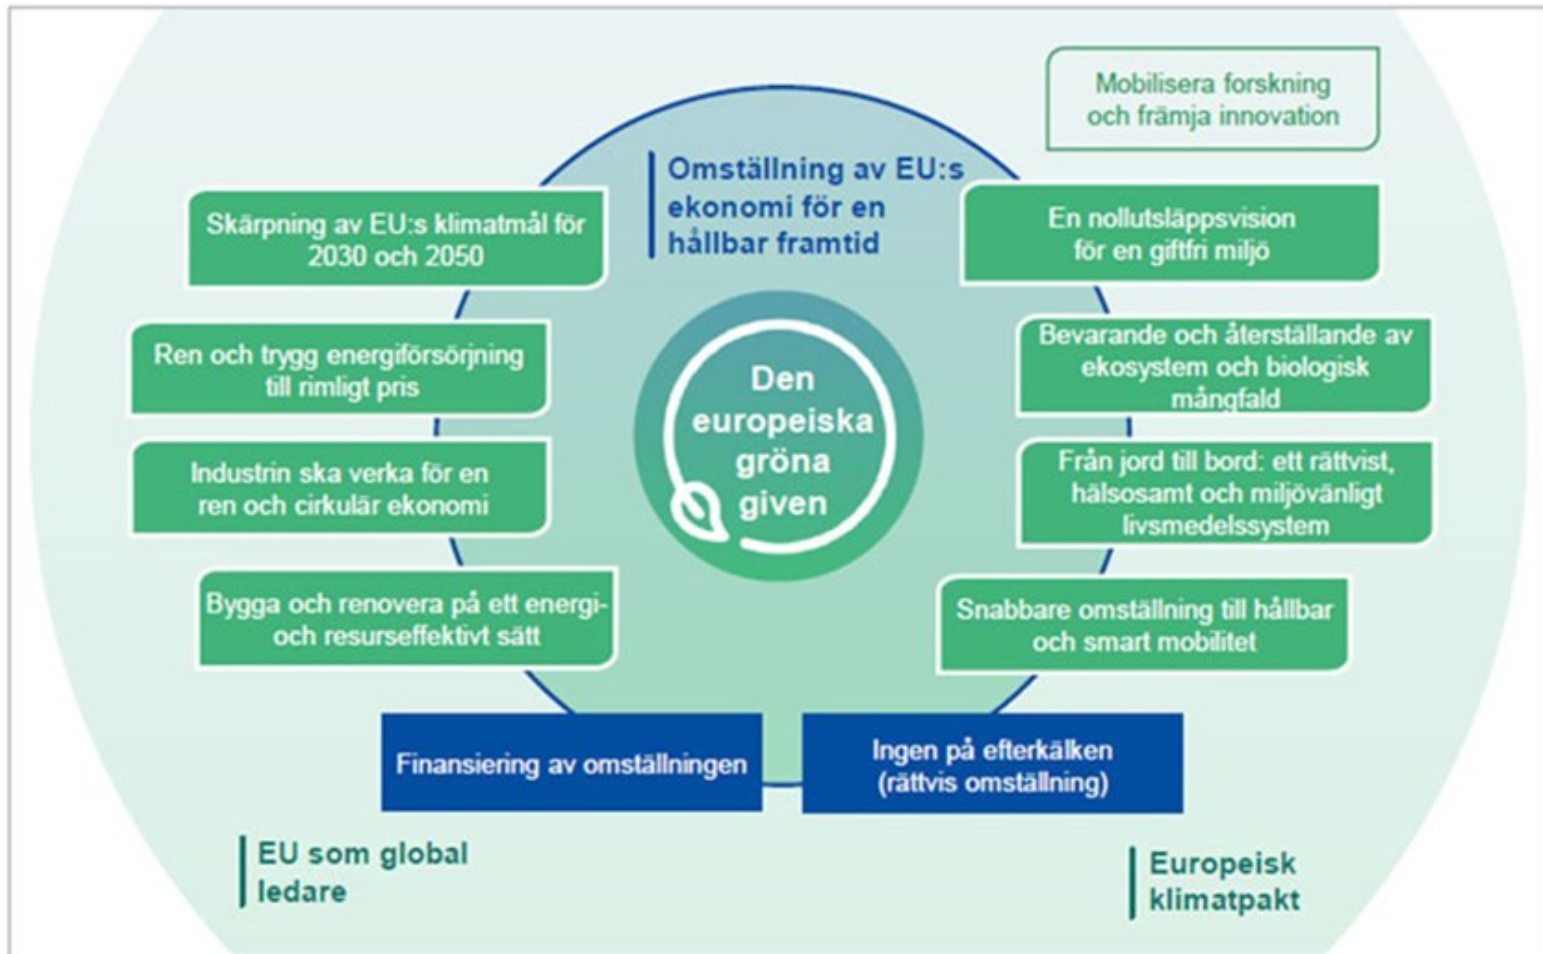 Mobilisera forskning
och främja innovation
Omställning av EU:s
ekonomi för en
hållbar framtid
Skärpning av EU:s klimatmål för
2030 och 2050
Ren och trygg energiförsörjning
till rimligt pris
Industrin ska verka för en
ren och cirkulär ekonomi
Bygga och renovera på ett energi-
och resurseffektivt sätt
Den
europeiska
gröna
given
En nollutsläppsvision
för en giftfri miljö
Bevarande och återställande av
ekosystem och biologisk
mångfald
Från jord till bord: ett rättvist,
hälsosamt och miljövänligt
livsmedelssystem
Snabbare omställning till hållbar
och smart mobilitet
Finansiering av omställningen
Ingen på efterkälken
(rättvis omställning)
EU som global
ledare
Europeisk
klimatpakt